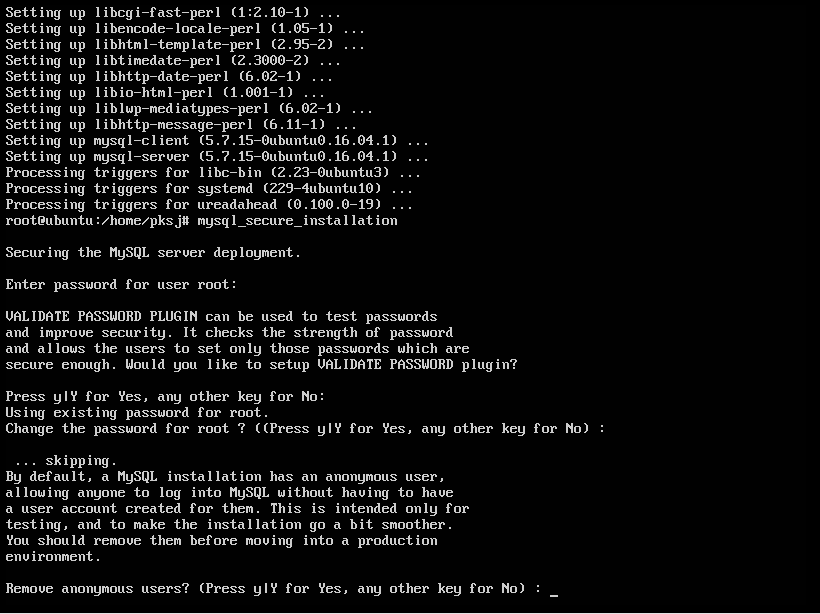 Setting up libcgi-fast-perl (1:2.10-1) ...
Setting up libencode-locale-perl (1.05-1) ...
Setting up libhtml-template-perl (2.95-2) ...
Setting up libtimedate-perl (2.3000-2) ...
Setting up libhttp-date-perl (6.02-1) ...
Setting up libio-html-perl (1.001-1) ...
Setting up liblwp-mediatypes-perl (6.02-1) ...
Setting up libhttp-message-perl (6.11-1) ...
Setting up mysql-client (5.7.15-0ubuntu0.16.04.1) ...
Setting up mysql-server (5.7.15-0ubuntu0.16.04.1) ...
Processing triggers for libc-bin (2.23-0ubuntu3) ...
Processing triggers for systemd (229-4ubuntu10) ...
Processing triggers for ureadahead (0.100.0-19) ...
root@ubuntu:/home/pksj# mysql_secure_installation
Securing the MySQL server deployment.
Enter password for user root:
VALIDATE PASSWORD PLUGIN can be used to test passwords
and improve security. It checks the strength of password
and allows the users to set only those passwords which are
secure enough. Would you like to setup VALIDATE PASSWORD plugin?
Press y|Y for Yes, any other key for No:
Using existing password for root.
Change the password for root ? ((Press y|Y for Yes, any other key for No) :
... skipping.
By default, a MySQL installation has an anonymous user,
allowing anyone to log into MySQL without having to have
a user account created for them. This is intended only for
testing, and to make the installation go a bit smoother.
You should remove them before moving into a production
environment.
Remove anonymous users? (Press y|Y for Yes, any other key for No) : _